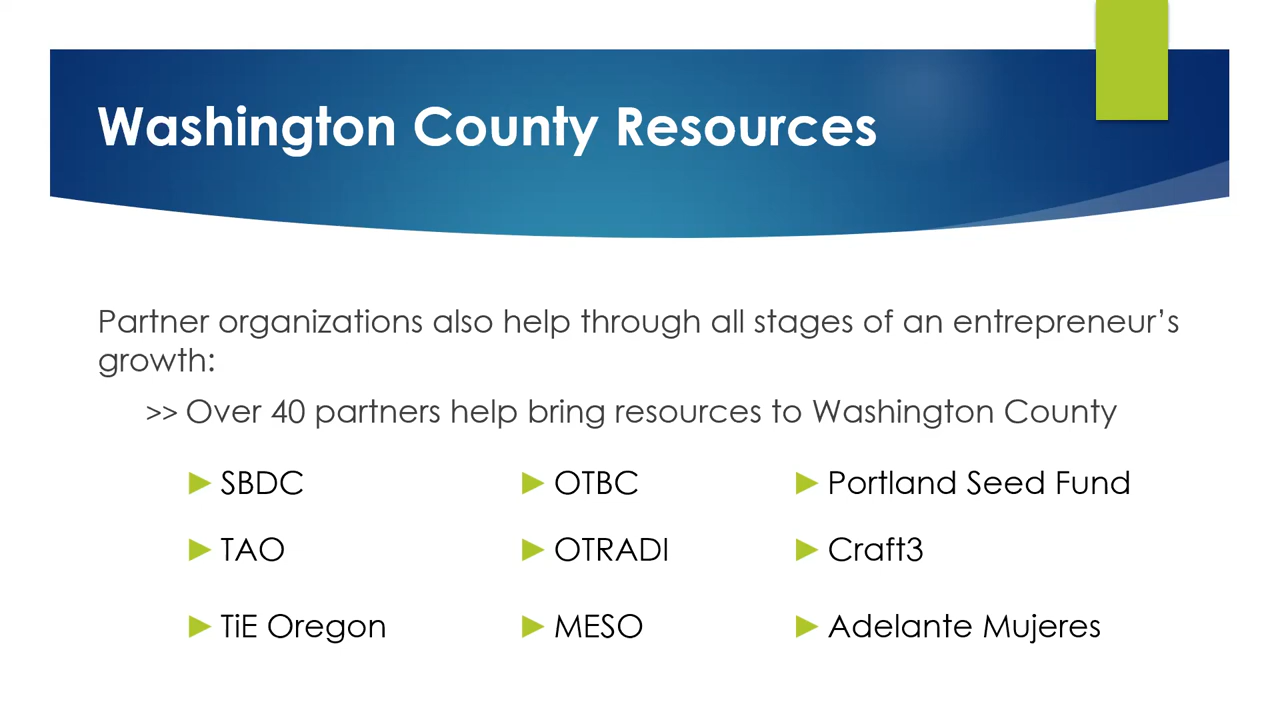 Washington County Resources
Partner organizations also help through all stages of an entrepreneur’s
growth:
>> Over 40 partners help bring resources to Washington County
SBDC
OTBC
Portland Seed Fund
TAO
OTRADI
Craft3
TiE Oregon
MESO
Adelante Mujeres